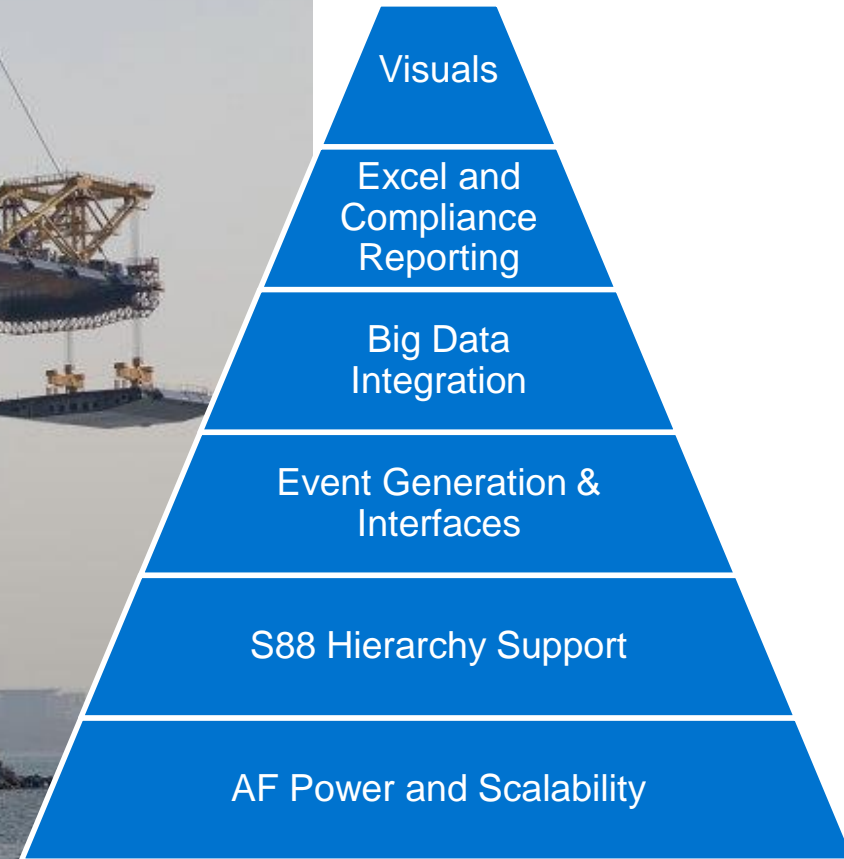 Visuals
Excel and
Compliance
Reporting
Big Data
Integration
Event Generation &
Interfaces
S88 Hierarchy Support
AF Power and Scalability